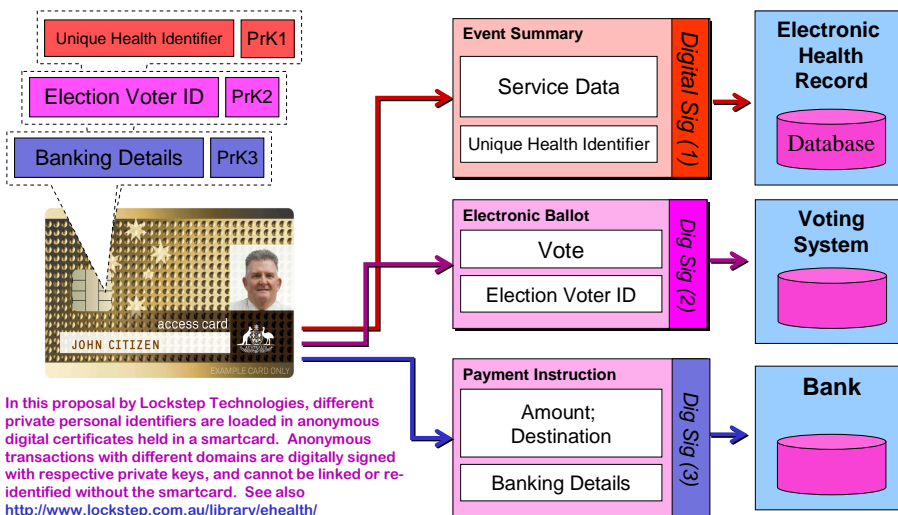 Unique Health Identifier PrK1
Election Voter ID PrK2
Banking Details PrK3
access card
JOHN CITIZEN
EXAMPLE CARD ONLY
In this proposal by Lockstep Technologies, different
private personal identifiers are loaded in anonymous
digital certificates held in a smartcard. Anonymous
transactions with different domains are digitally signed
with respective private keys, and cannot be linked or re-
identified without the smartcard. See also
http://www.lockstep.com.au/library/ehealth/
Event Summary
Service Data
Unique Health Identifier
Digital Sig (1)
Electronic
Health
Record
Database
Electronic Ballot
Vote
Election Voter ID
Dig Sig (2)
Voting
System
Payment Instruction
Amount;
Destination
Banking Details
Dig Sig (3)
Bank